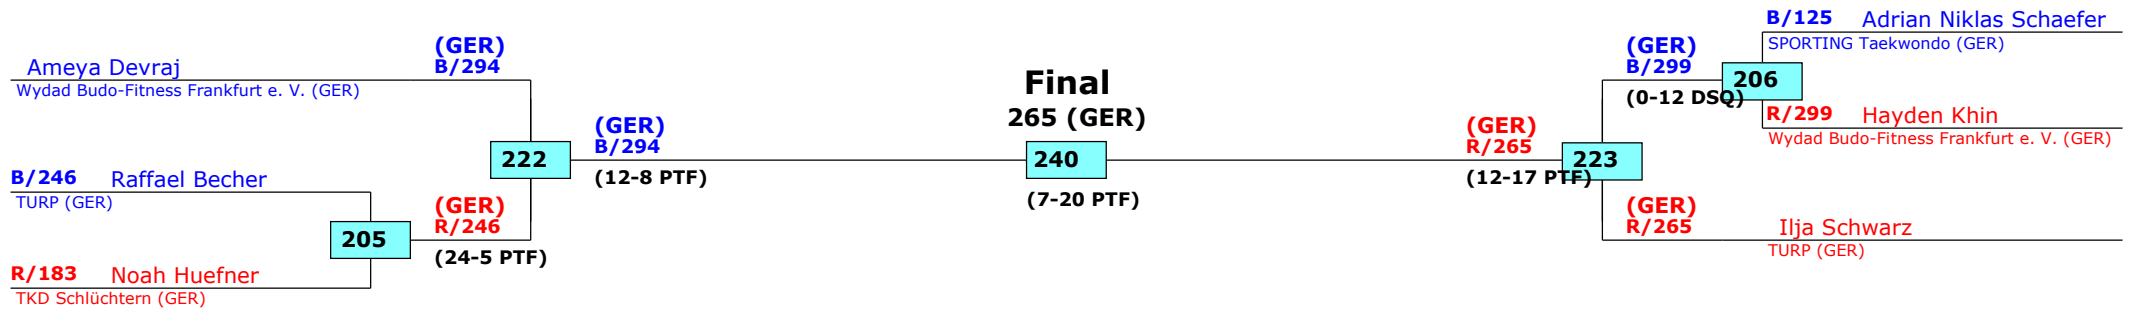 Ameya Devraj
Wydad Budo-Fitness Frankfurt e. V. (GER)
(GER)
B/294
222
B/246 Raffael Becher
TURP (GER)
205
(GER)
R/246
(24-5 PTF)
R/183 Noah Huefner
TKD Schlüchtern (GER)
(GER)
B/294
(12-8 PTF)
Final
265 (GER)
240
(7-20 PTF)
(GER)
R/265
(12-17 PTF)
223
(GER)
B/299
(0-12 DSQ)
206
B/125 Adrian Niklas Schaefer
SPORTING Taekwondo (GER)
R/299 Hayden Khin
Wydad Budo-Fitness Frankfurt e. V. (GER)
(GER)
R/265
Ilja Schwarz
TURP (GER)